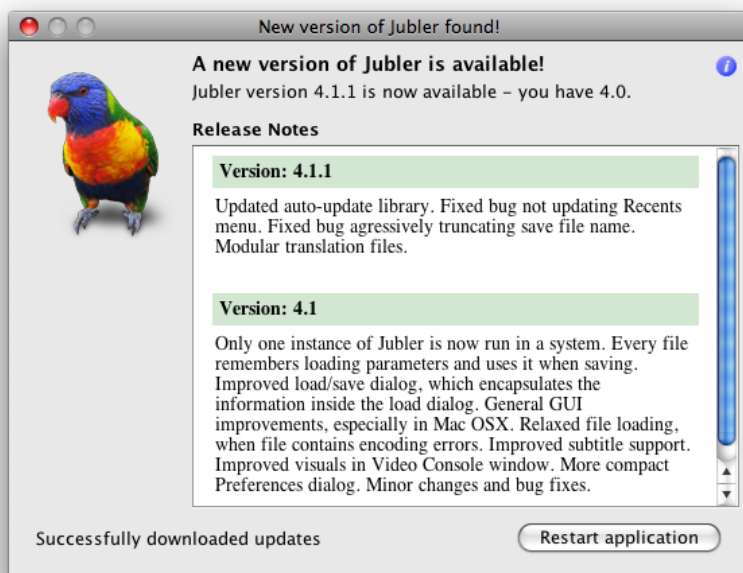 New version of Jubler found!
A new version of Jubler is available!
Jubler version 4.1.1 is now available – you have 4.0.
Release Notes
Version: 4.1.1
Updated auto-update library. Fixed bug not updating Recents
menu. Fixed bug agressively truncating save file name.
Modular translation files.
Version: 4.1
Only one instance of Jubler is now run in a system. Every file
remembers loading parameters and uses it when saving.
Improved load/save dialog, which encapsulates the
information inside the load dialog. General GUI
improvements, especially in Mac OSX. Relaxed file loading,
when file contains encoding errors. Improved subtitle support.
Improved visuals in Video Console window. More compact
Preferences dialog. Minor changes and bug fixes.
Successfully downloaded updates
Restart application